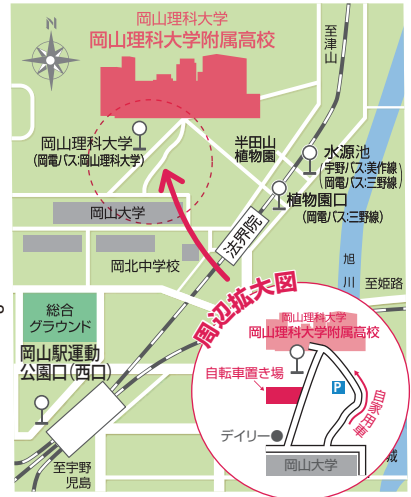 N
岡山理科大学
岡山理科大学附属高校
至津山
岡山理科大学
(岡電バス:岡山理科大学)
半田山
植物園
水源池
(宇野バス:美作線)
(岡電バス:三野線)
植物園口
(岡電バス:三野線)
岡山大学
法界院
岡北中学校
旭川
至姫路
総合
グラウンド
周辺拡大図
岡山理科大学
岡山理科大学附属高校
岡山駅運動
公園口(西口)
自転車置き場
P
自家用車
デイリー
岡山大学
城
至宇野
児島